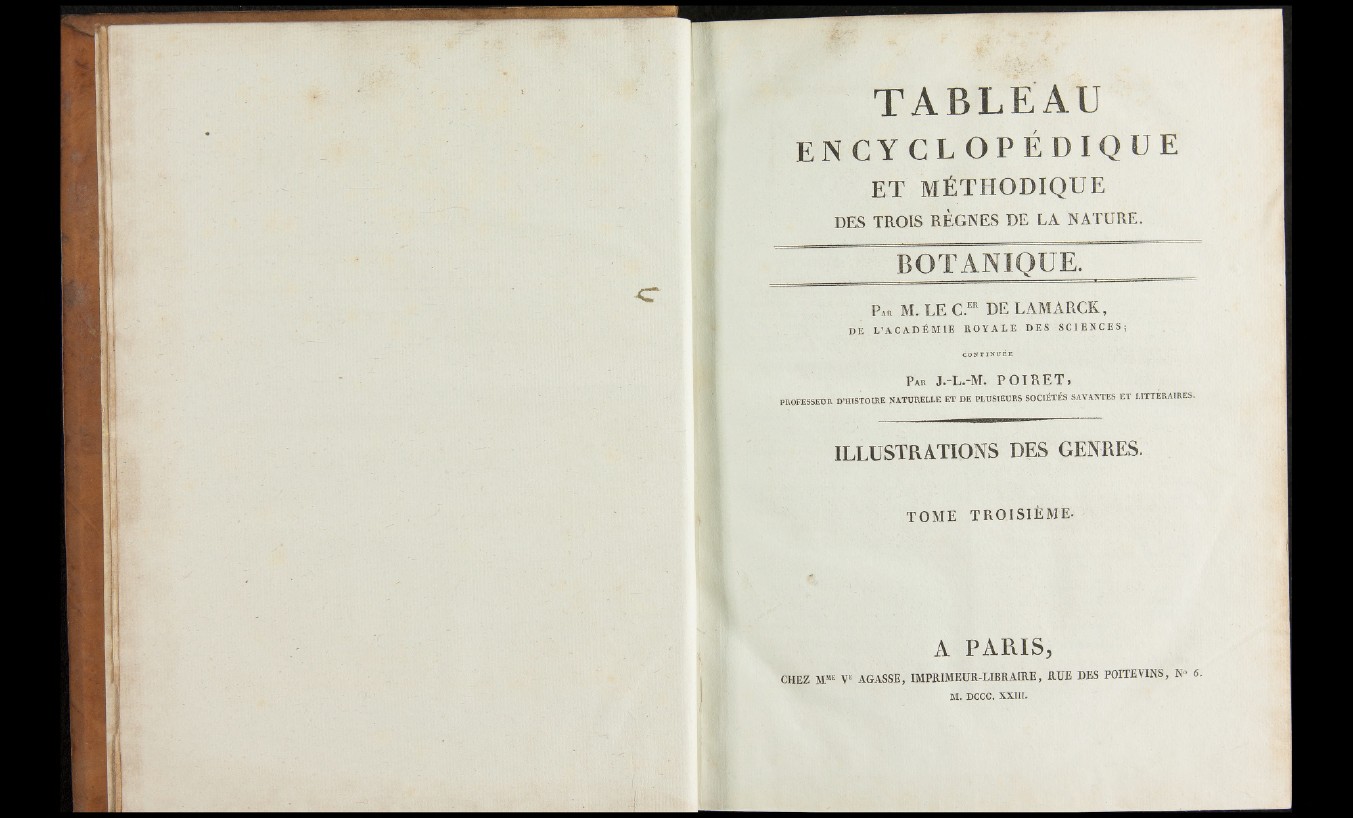 TABLEAU
ENCYCLOPÉDIQUE
ET MÉTHODIQUE
DES TROIS RÈGNES DE LA NATURE.
BOTANIQUE.
PAR M. LE C.ER DE LAMARCK,
DE L'ACADÉMIE ROYALE DES SCIENCES;
CONTINUÉE
PAR J.-L.-M. POIRET,
PROFESSEUR D'HISTOIRE NATURELLE ET DE PLUSIEURS SOCIÉTÉS SAVANTES ET LITTÉRAIRES.
ILLUSTRATIONS DES GENRES.
TOME TROISIÈME.
A PARIS,
CHEZ MME VE AGASSE, IMPRIMEUR-LIBRAIRE, RUE DES POITEVINS, No 6.
M. DCCC. XXIII.